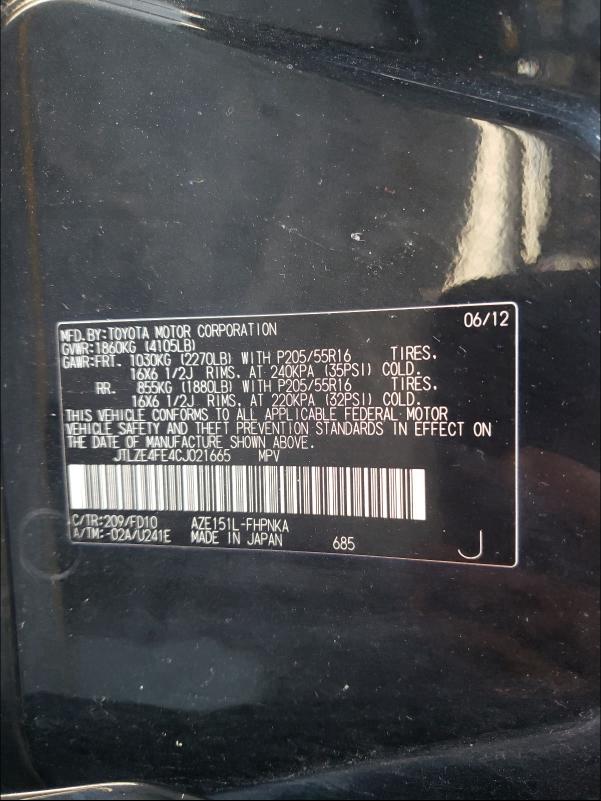 MFD.BY:TOYOTA MOTOR CORPORATION 06/12
GVWR:1860KG (4105LB)
GAWR:FRT. 1030KG (2270LB) WITH P205/55R16 TIRES,
16X6 1/2J RIMS, AT 240KPA (35PSI) COLD.
RR. 855KG (1880LB) WITH P205/55R16 TIRES,
16X6 1/2J RIMS, AT 220KPA (32PSI) COLD.
THIS VEHICLE CONFORMS TO ALL APPLICABLE FEDERAL MOTOR
VEHICLE SAFETY AND THEFT PREVENTION STANDARDS IN EFFECT ON
THE DATE OF MANUFACTURE SHOWN ABOVE.
JTLZE4FE4CJ021665 MPV
C/TR:209/FD10 AZE151L-FHPNKA
A/TM:-02A/U241E MADE IN JAPAN 685 J